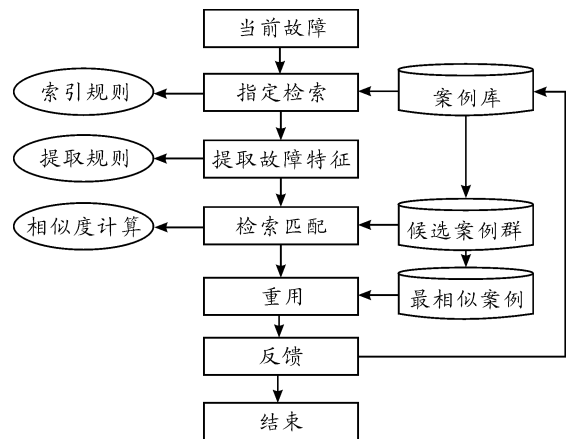 当前故障
索引规则
指定检索
案例库
提取规则
提取故障特征
相似度计算
检索匹配
候选案例群
重用
最相似案例
反馈
结束